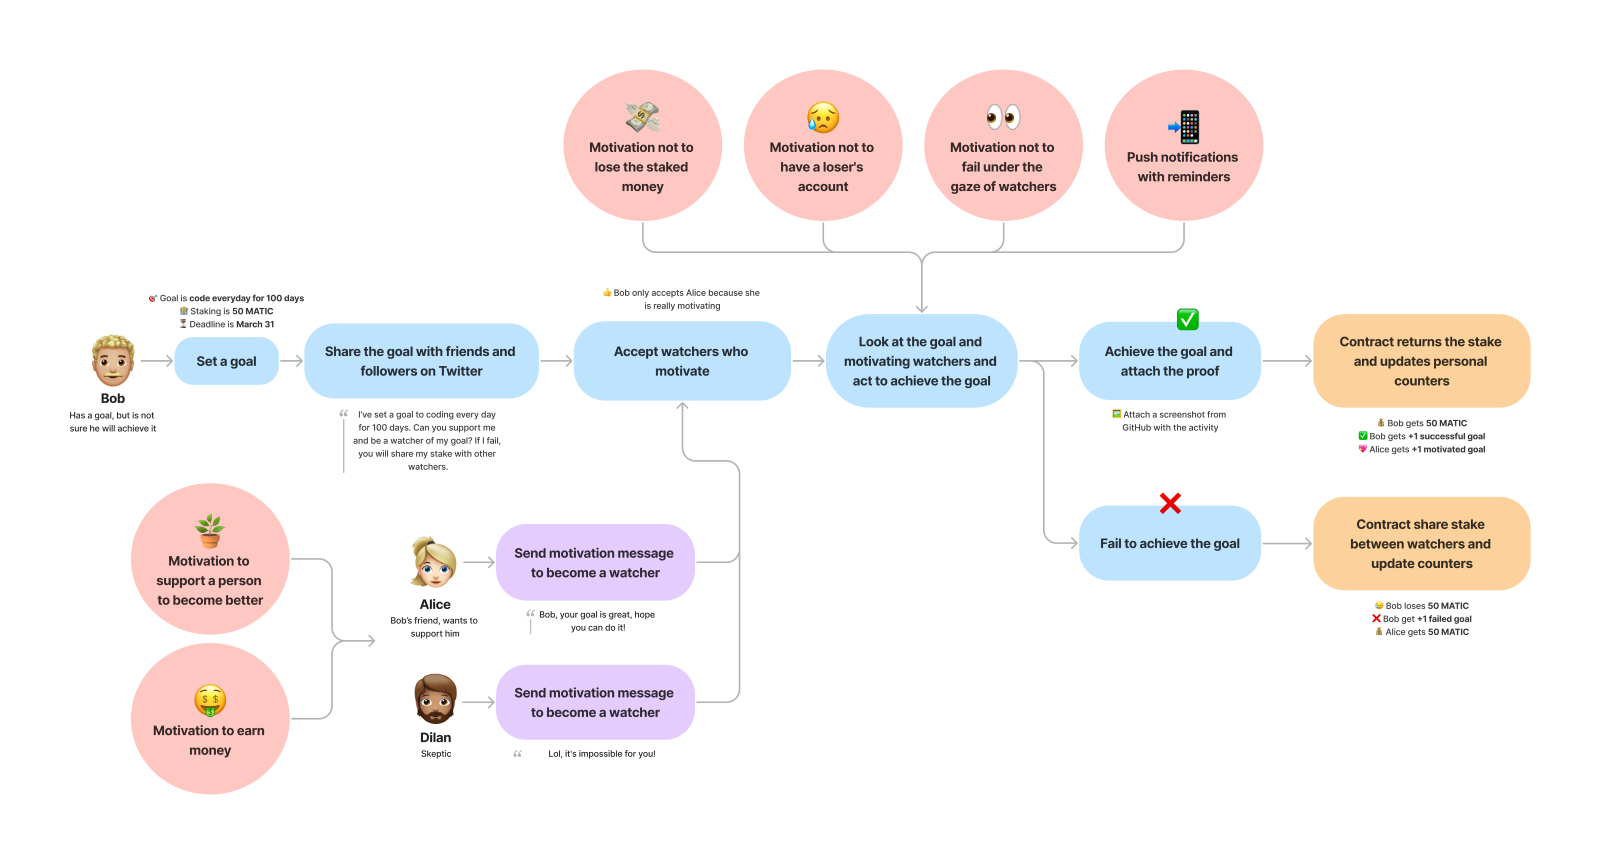 Motivation not to
lose the staked
money
Motivation not to
have a loser's
account
Motivation not to
fail under the
gaze of watchers
Push notifications
with reminders
Goal is code everyday for 100 days
Staking is 50 MATIC
Deadline is March 31
Bob
Has a goal, but is not
sure he will achieve it
Set a goal
Share the goal with friends and
followers on Twitter
“ I've set a goal to coding every day
for 100 days. Can you support me
and be a watcher of my goal? If I fail,
you will share my stake with other
watchers.
Bob only accepts Alice because she
is really motivating
Accept watchers who
motivate
Look at the goal and
motivating watchers and
act to achieve the goal
Achieve the goal and
attach the proof
Attach a screenshot from
GitHub with the activity
Contract returns the stake
and updates personal
counters
Bob gets 50 MATIC
Bob gets +1 successful goal
Alice gets +1 motivated goal
Fail to achieve the goal
Contract share stake
between watchers and
update counters
Bob loses 50 MATIC
Bob get +1 failed goal
Alice gets 50 MATIC
Motivation to
support a person
to become better
Motivation to earn
money
Alice
Bob's friend, wants to
support him
Send motivation message
to become a watcher
“ Bob, your goal is great, hope
you can do it!
Dilan
Skeptic
Send motivation message
to become a watcher
“ Lol, it's impossible for you!